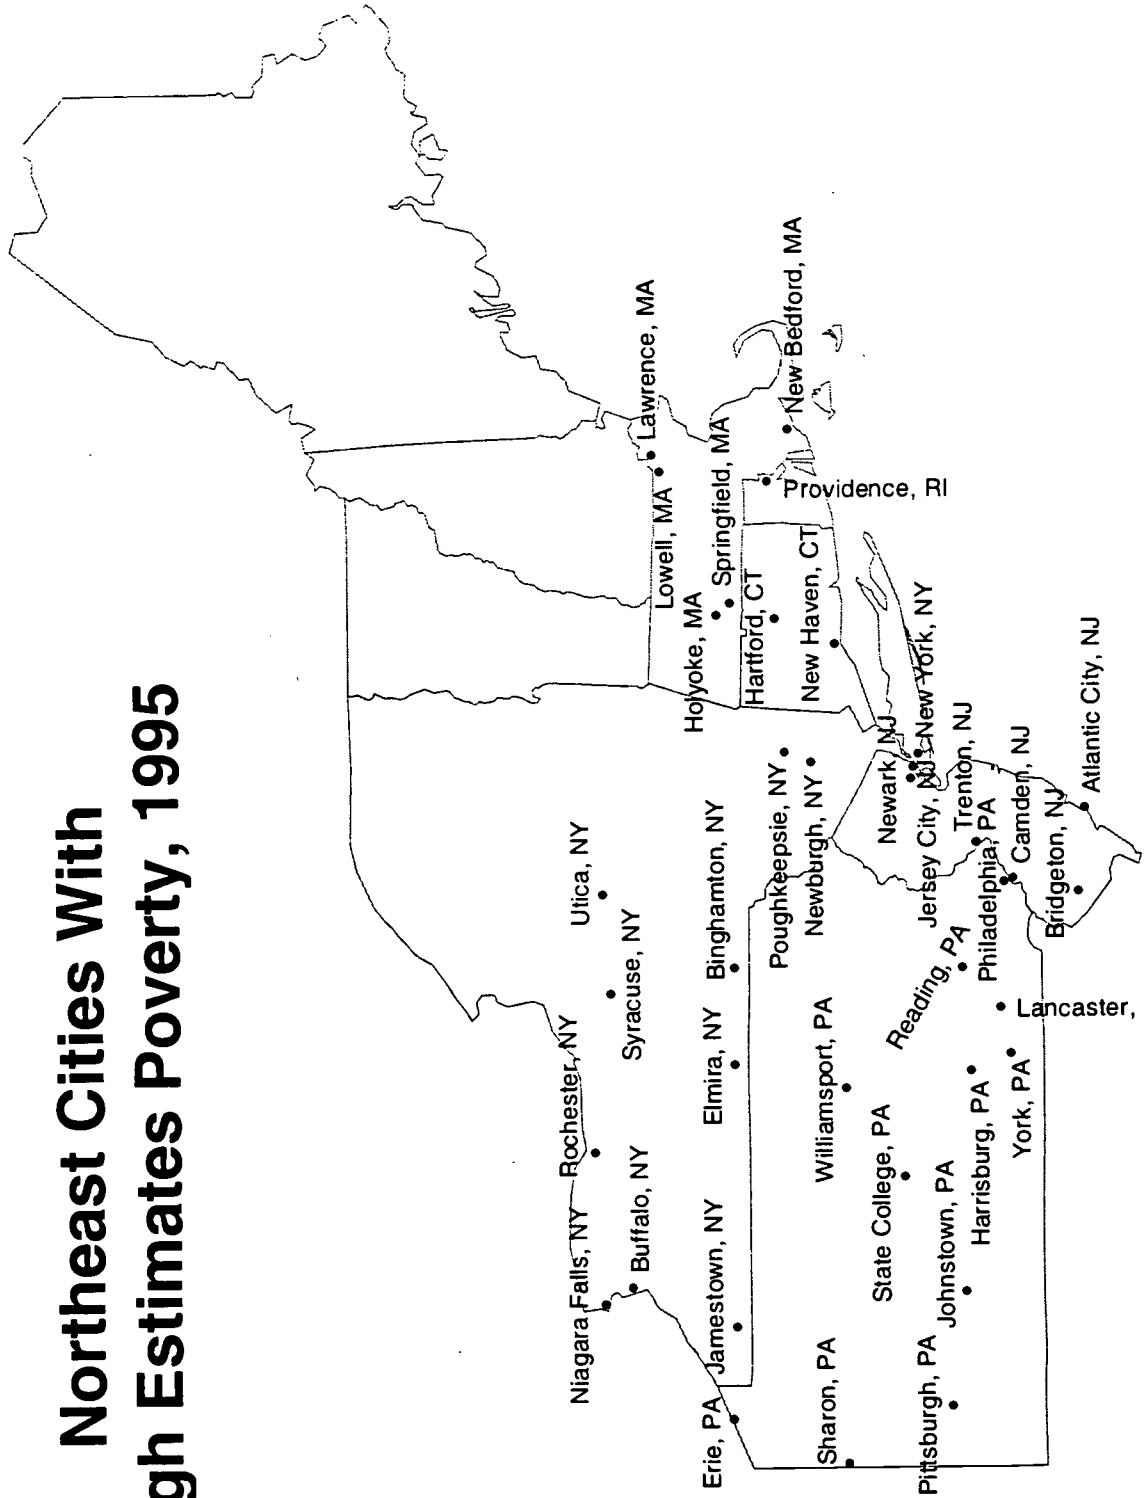 Northeast Cities With
gh Estimates Poverty, 1995
Niagara Falls, NY
Rochester, NY
Utica, NY
Buffalo, NY
Syracuse, NY
Lowell, MA
Lawrence, MA
Holyoke, MA
Springfield, MA
Erie, PA
Jamestown, NY
Elmira, NY
Binghamton, NY
Hartford, CT
Poughkeepsie, NY
New Bedford, MA
Providence, RI
Newburgh, NY
New Haven, CT
Sharon, PA
Williamsport, PA
State College, PA
Newark, NJ
Reading, PA
Jersey City, NJ
New York, NY
Pittsburgh, PA
Johnstown, PA
Trenton, NJ
Harrisburg, PA
Philadelphia, PA
Camden, NJ
York, PA
Lancaster,
Bridgeton, NJ
Atlantic City, NJ